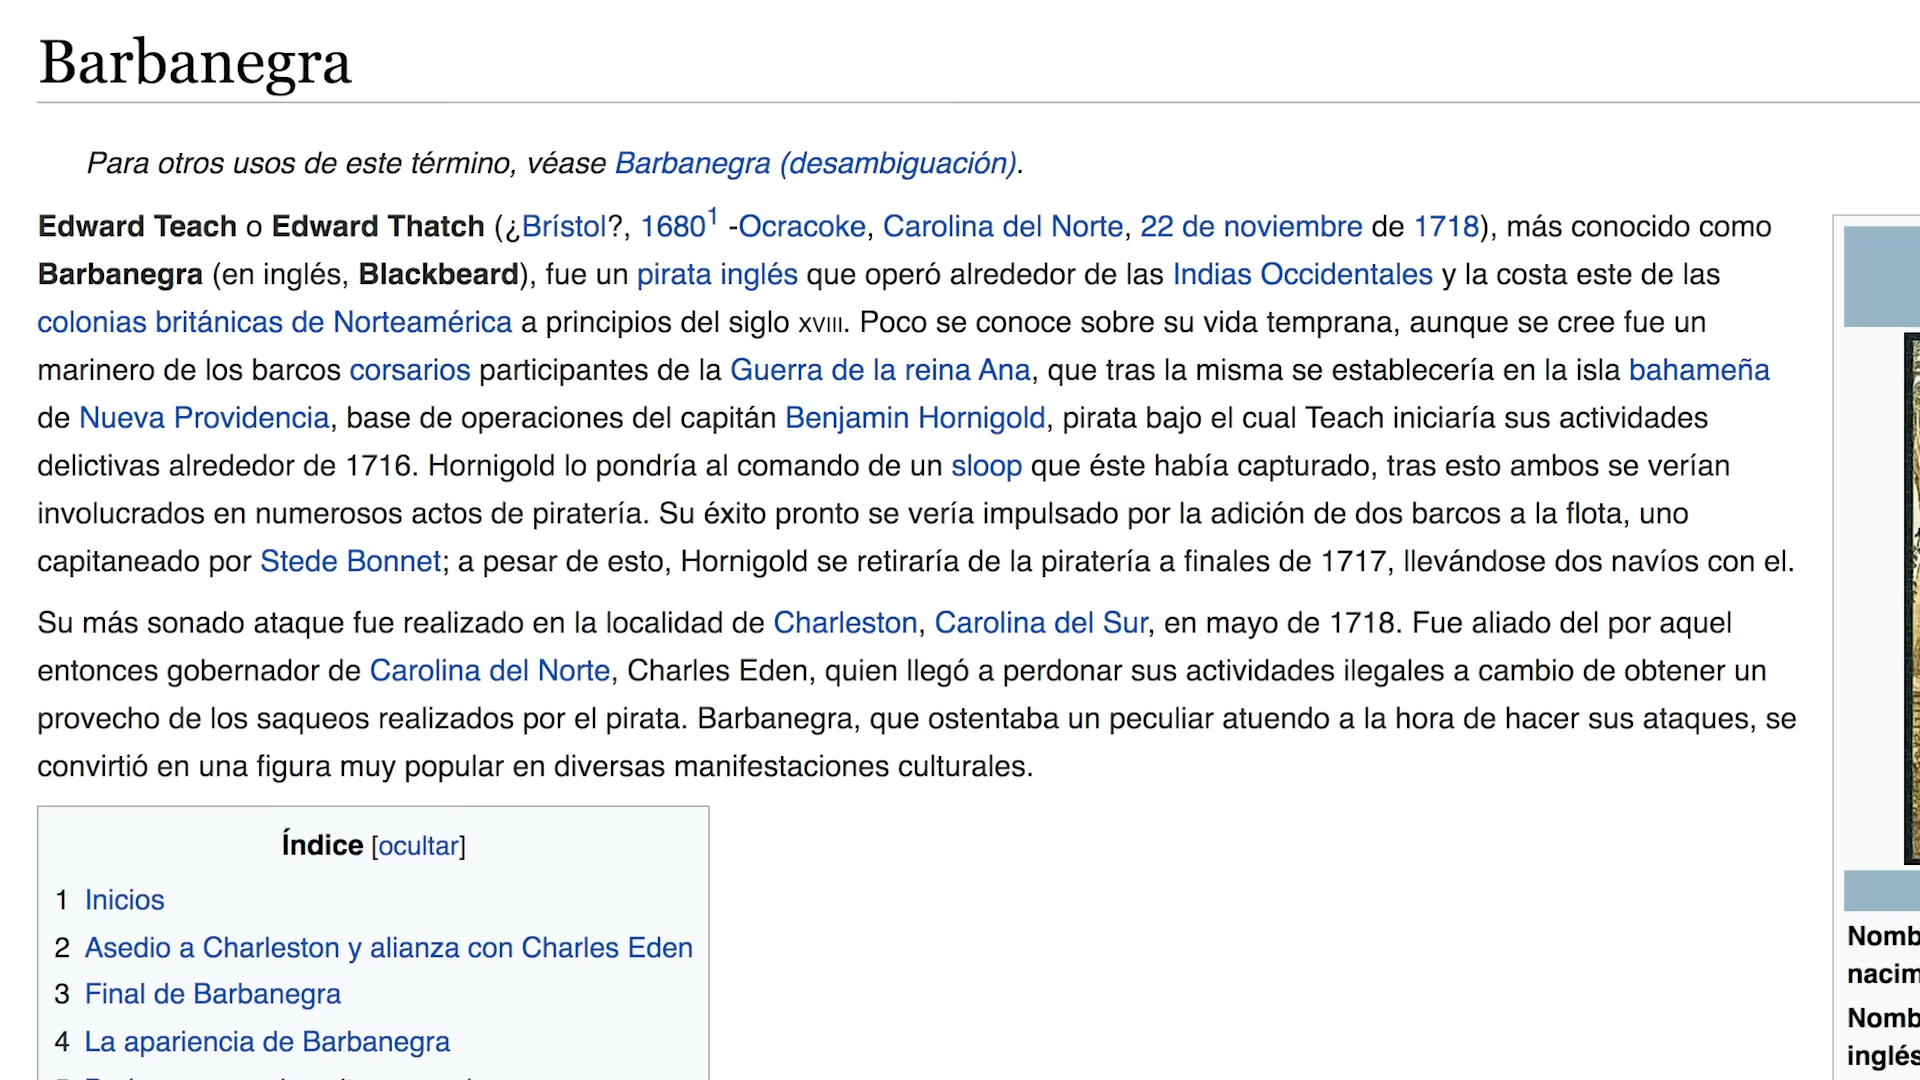 Barbanegra
Para otros usos de este término, véase Barbanegra (desambiguación).
Edward Teach o Edward Thatch (¿Brístol?, 1680¹ -Ocracoke, Carolina del Norte, 22 de noviembre de 1718), más conocido como
Barbanegra (en inglés, Blackbeard), fue un pirata inglés que operó alrededor de las Indias Occidentales y la costa este de las
colonias británicas de Norteamérica a principios del siglo XVIII. Poco se conoce sobre su vida temprana, aunque se cree fue un
marinero de los barcos corsarios participantes de la Guerra de la reina Ana, que tras la misma se establecería en la isla bahameña
de Nueva Providencia, base de operaciones del capitán Benjamin Hornigold, pirata bajo el cual Teach iniciaría sus actividades
delictivas alrededor de 1716. Hornigold lo pondría al comando de un sloop que éste había capturado, tras esto ambos se verían
involucrados en numerosos actos de piratería. Su éxito pronto se vería impulsado por la adición de dos barcos a la flota, uno
capitaneado por Stede Bonnet; a pesar de esto, Hornigold se retiraría de la piratería a finales de 1717, llevándose dos navíos con el.
Su más sonado ataque fue realizado en la localidad de Charleston, Carolina del Sur, en mayo de 1718. Fue aliado del por aquel
entonces gobernador de Carolina del Norte, Charles Eden, quien llegó a perdonar sus actividades ilegales a cambio de obtener un
provecho de los saqueos realizados por el pirata. Barbanegra, que ostentaba un peculiar atuendo a la hora de hacer sus ataques, se
convirtió en una figura muy popular en diversas manifestaciones culturales.
Índice [ocultar]
1 Inicios
2 Asedio a Charleston y alianza con Charles Eden
3 Final de Barbanegra
4 La apariencia de Barbanegra
Nomb
nacim
Nomb
inglés